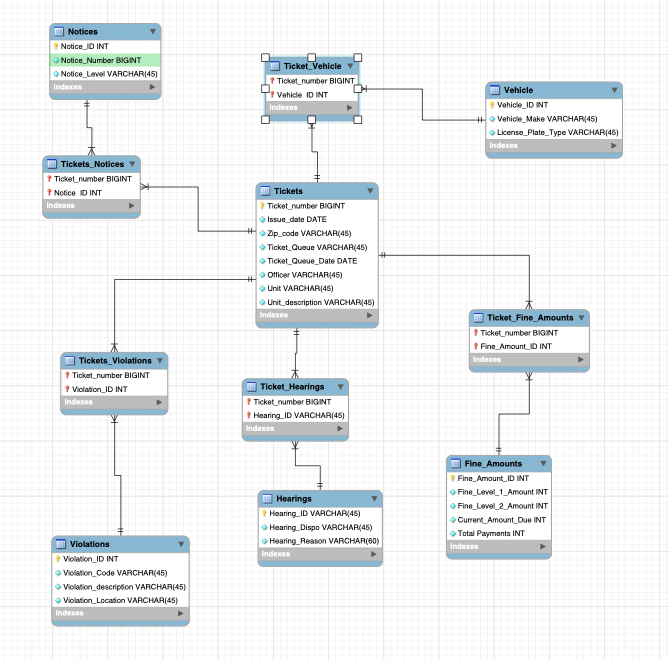 Notices
Notice_ID INT
Notice_Number BIGINT
Notice_Level VARCHAR(45)
Indexes
Ticket_Vehicle
Ticket_number BIGINT
Vehicle_ID INT
Indexes
Vehicle
Vehicle_ID INT
Vehicle_Make VARCHAR(45)
License_Plate_Type VARCHAR(45)
Indexes
Tickets_Notices
Ticket_number BIGINT
Notice_ID INT
Indexes
Tickets
Ticket_number BIGINT
Issue_date DATE
Zip_code VARCHAR(45)
Ticket_Queue VARCHAR(45)
Ticket_Queue_Date DATE
Officer VARCHAR(45)
Unit VARCHAR(45)
Unit_description VARCHAR(45)
Indexes
Ticket_Fine_Amounts
Ticket_number BIGINT
Fine_Amount_ID INT
Indexes
Tickets_Violations
Ticket_number BIGINT
Violation_ID INT
Indexes
Ticket_Hearings
Ticket_number BIGINT
Hearing_ID VARCHAR(45)
Indexes
Fine_Amounts
Fine_Amount_ID INT
Fine_Level_1_Amount INT
Fine_Level_2_Amount INT
Current_Amount_Due INT
Total Payments INT
Indexes
Hearings
Hearing_ID VARCHAR(45)
Hearing_Dispo VARCHAR(45)
Hearing_Reason VARCHAR(60)
Indexes
Violations
Violation_ID INT
Violation_Code VARCHAR(45)
Violation_description VARCHAR(45)
Violation_Location VARCHAR(45)
Indexes